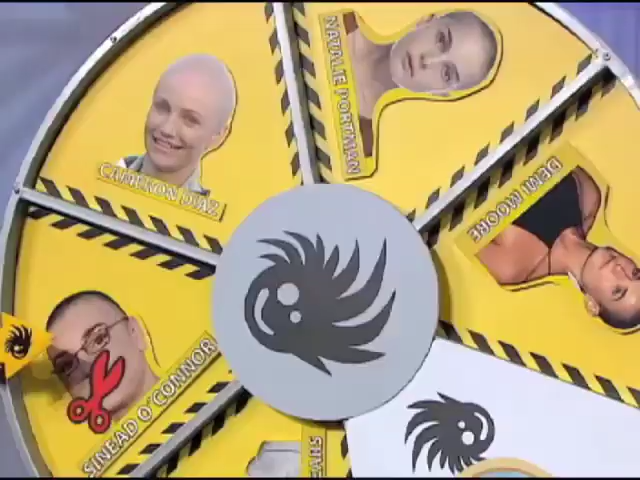 NATALIE PORTMAN
CAMERON DIAZ
DEMI MOORE
SINEAD O'CONNOR